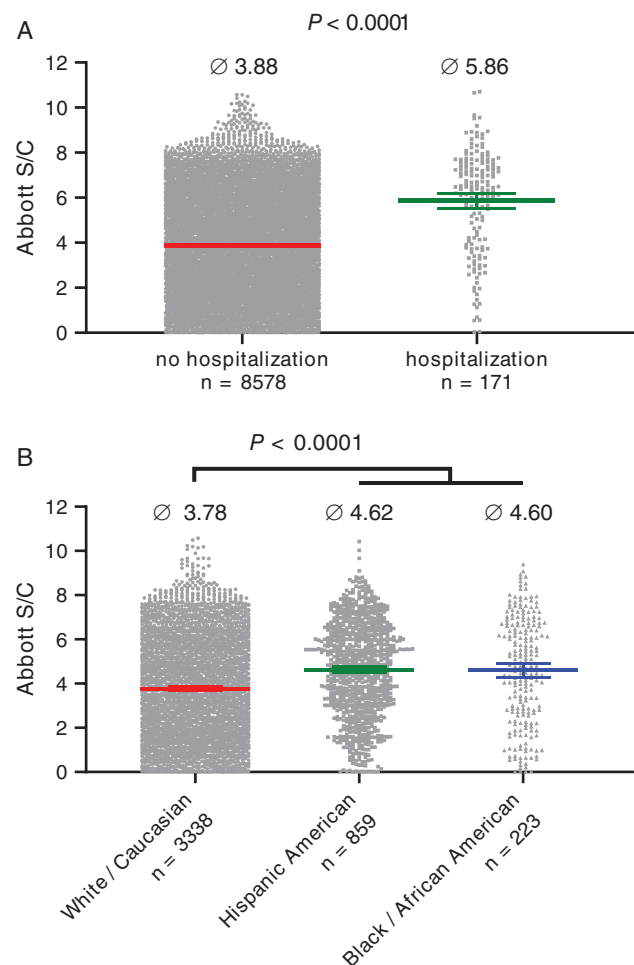 A
P < 0.0001
Ø 3.88
Ø 5.86
Abbott S/C
12
10
8
6
4
2
0
no hospitalization
n = 8578
hospitalization
n = 171
B
P < 0.0001
Ø 3.78
Ø 4.62
Ø 4.60
Abbott S/C
12
10
8
6
4
2
0
White / Caucasian
n = 3338
Hispanic American
n = 859
Black / African American
n = 223